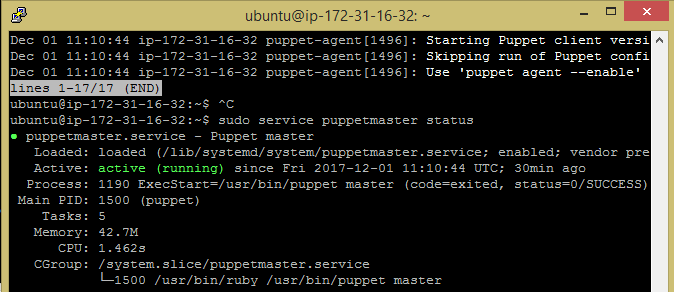 ubuntu@ip-172-31-16-32: ~
Dec 01 11:10:44 ip-172-31-16-32 puppet-agent[1496]: Starting Puppet client versi
Dec 01 11:10:44 ip-172-31-16-32 puppet-agent[1496]: Skipping run of Puppet confi
Dec 01 11:10:44 ip-172-31-16-32 puppet-agent[1496]: Use 'puppet agent --enable'
lines 1-17/17 (END)
ubuntu@ip-172-31-16-32:~$ ^C
ubuntu@ip-172-31-16-32:~$ sudo service puppetmaster status
● puppetmaster.service - Puppet master
   Loaded: loaded (/lib/systemd/system/puppetmaster.service; enabled; vendor pre
   Active: active (running) since Fri 2017-12-01 11:10:44 UTC; 30min ago
  Process: 1190 ExecStart=/usr/bin/puppet master (code=exited, status=0/SUCCESS)
 Main PID: 1500 (puppet)
    Tasks: 5
   Memory: 42.7M
      CPU: 1.462s
   CGroup: /system.slice/puppetmaster.service
           └─1500 /usr/bin/ruby /usr/bin/puppet master